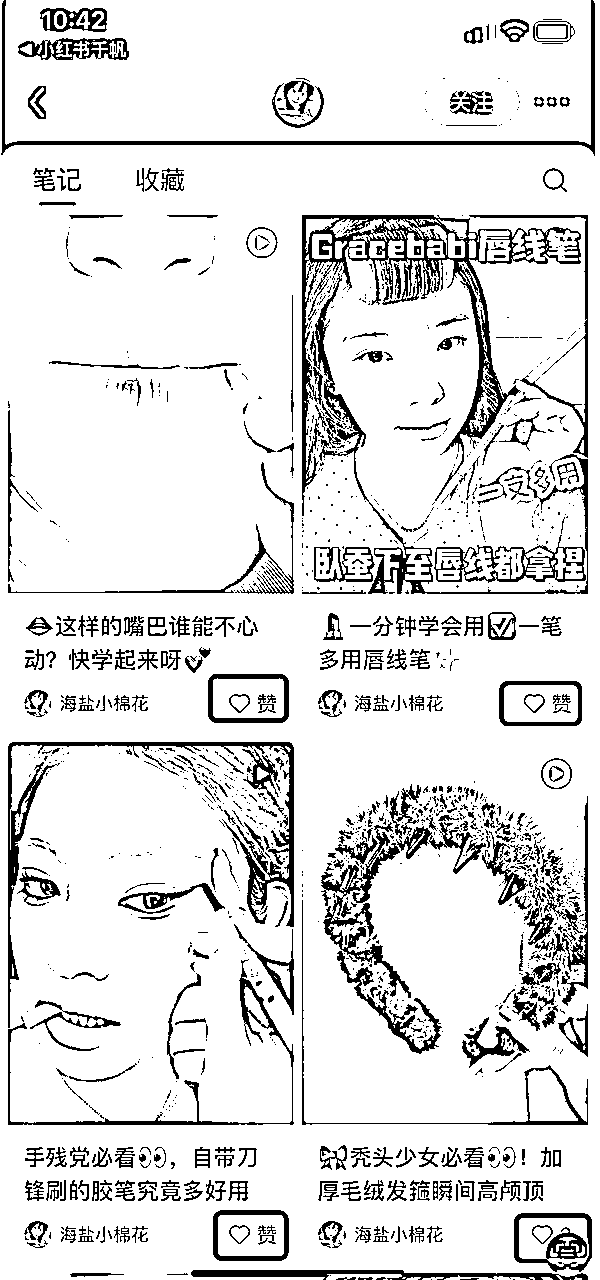 10:42
小红书千帆
关注
笔记 收藏
Gracebabi唇线笔
一支多用
卧蚕下至唇线都拿捏
这样的嘴巴谁能不心
动？快学起来呀
海盐小棉花 赞
一分钟学会用☑一笔
多用唇线笔
海盐小棉花 赞
手残党必看👀，自带刀
锋刷的胶笔究竟多好用
海盐小棉花 赞
🎀秃头少女必看👀！加
厚毛绒发箍瞬间高颅顶
海盐小棉花